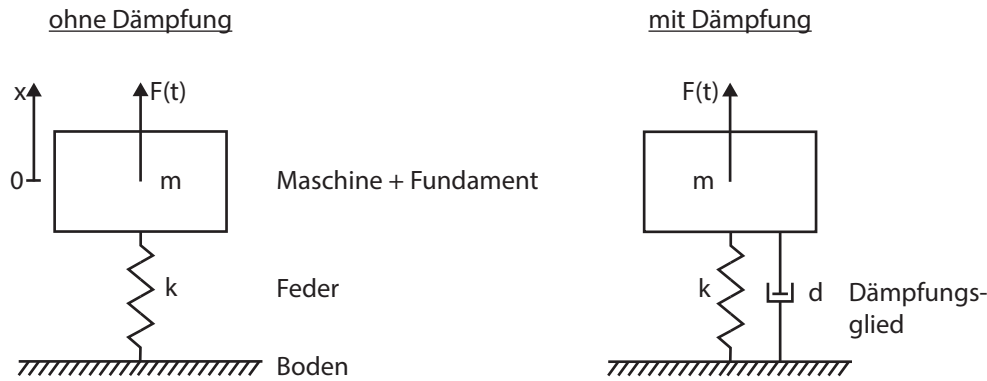 ohne Dämpfung
mit Dämpfung
x
F(t)
F(t)
0
m
Maschine + Fundament
m
k
Feder
k
d
Dämpfungs-
glied
Boden